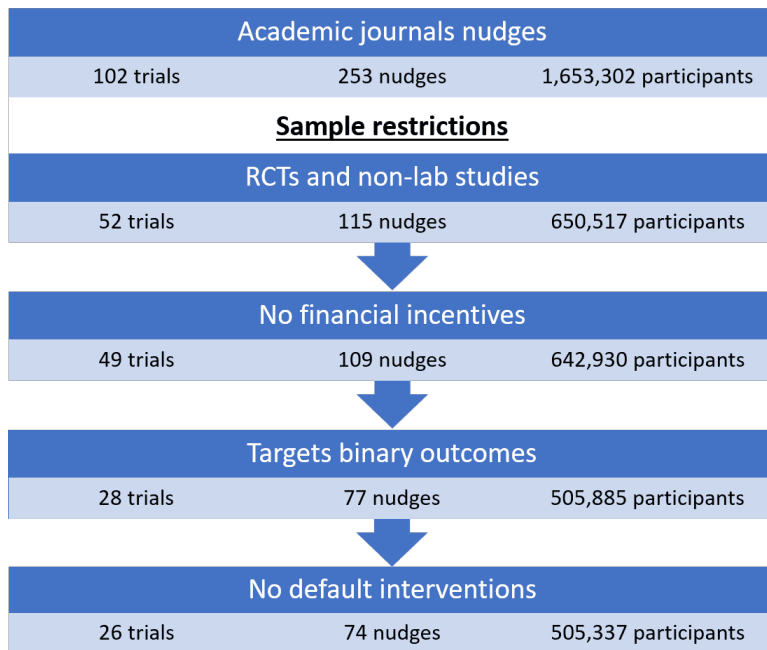 Academic journals nudges
102 trials 253 nudges 1,653,302 participants
Sample restrictions
RCTs and non-lab studies
52 trials 115 nudges 650,517 participants
No financial incentives
49 trials 109 nudges 642,930 participants
Targets binary outcomes
28 trials 77 nudges 505,885 participants
No default interventions
26 trials 74 nudges 505,337 participants